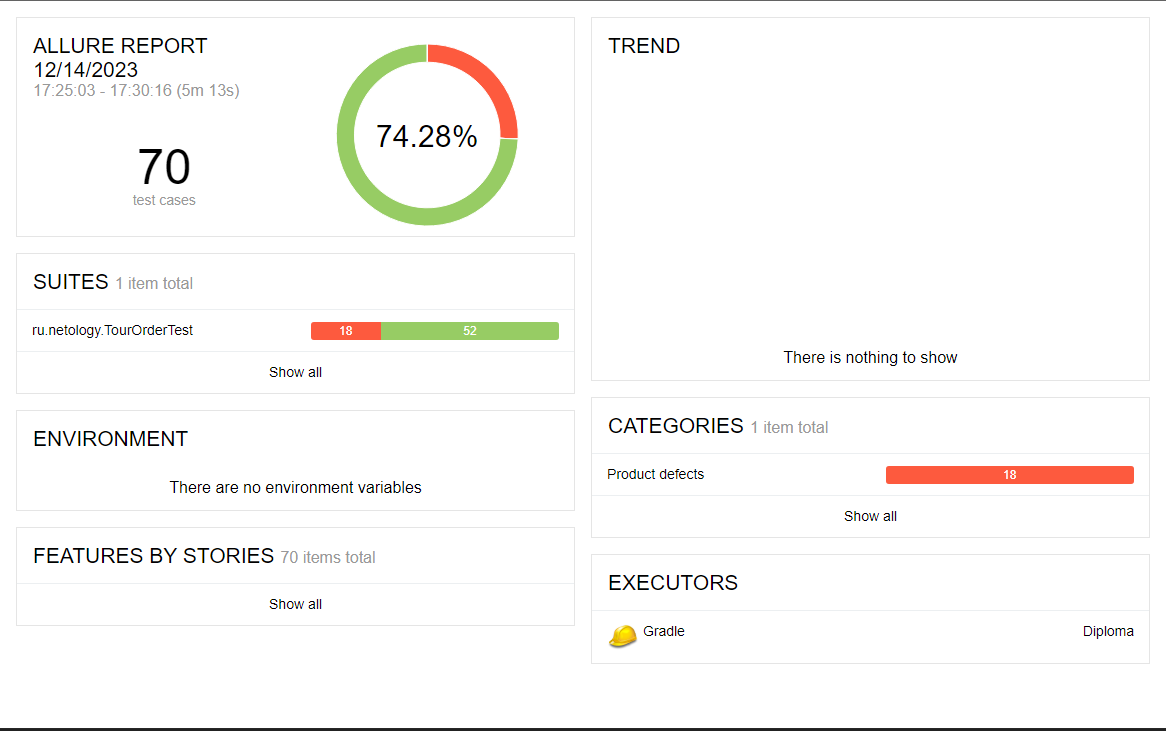 ALLURE REPORT
12/14/2023
17:25:03 - 17:30:16 (5m 13s)
70
test cases
74.28%
SUITES 1 item total
ru.netology.TourOrderTest 18 52
Show all
ENVIRONMENT
There are no environment variables
FEATURES BY STORIES 70 items total
Show all
TREND
There is nothing to show
CATEGORIES 1 item total
Product defects 18
Show all
EXECUTORS
Gradle Diploma